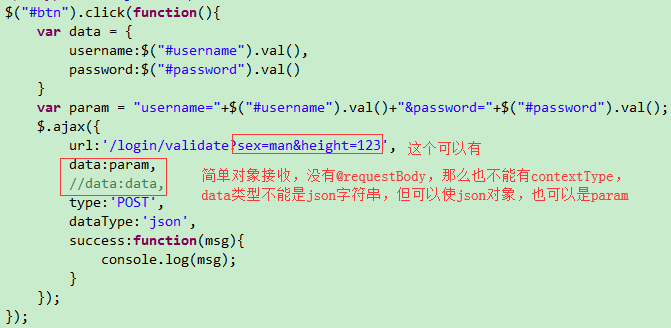 $("#btn").click(function(){
var data = {
username:$("#username").val(),
password:$("#password").val()
}
var param = "username="+$("#username").val()+"&password="+$("#password").val();
$.ajax({
url:'/login/validate?sex=man&height=123', 这个可以有
data:param, 简单对象接收，没有@requestBody，那么也不能有contextType，
//data:data, data类型不能是json字符串，但可以使json对象，也可以是param
type:'POST',
dataType:'json',
success:function(msg){
console.log(msg);
}
});
});